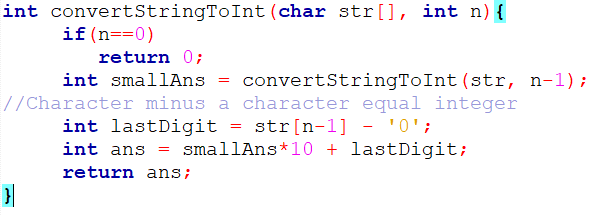 int convertStringToInt(char str[], int n){
if(n==0)
return 0;
int smallAns = convertStringToInt(str, n-1);
//Character minus a character equal integer
int lastDigit = str[n-1] - '0';
int ans = smallAns*10 + lastDigit;
return ans;
}